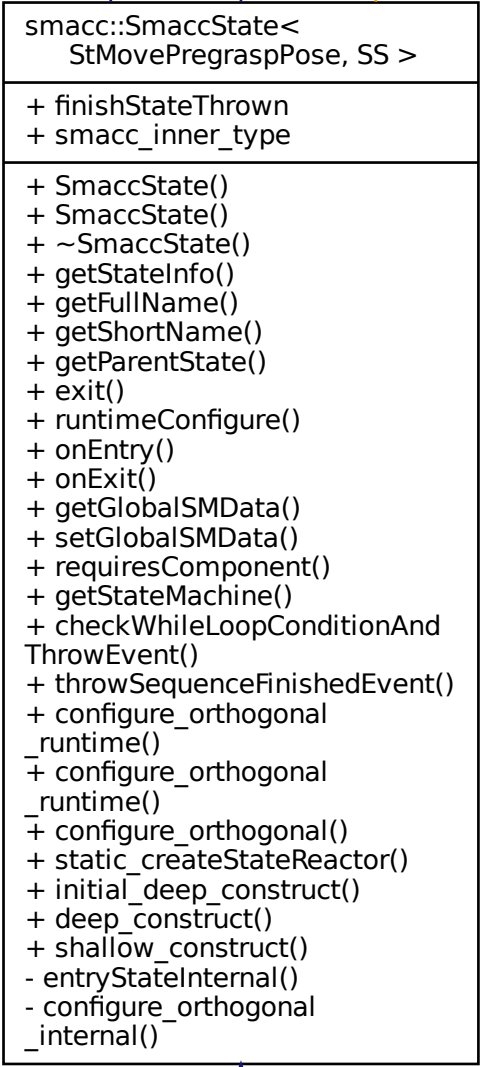 smacc::SmaccState<
StMovePregraspPose, SS >
+ finishStateThrown
+ smacc_inner_type
+ SmaccState()
+ SmaccState()
+ ~SmaccState()
+ getStateInfo()
+ getFullName()
+ getShortName()
+ getParentState()
+ exit()
+ runtimeConfigure()
+ onEntry()
+ onExit()
+ getGlobalSMData()
+ setGlobalSMData()
+ requiresComponent()
+ getStateMachine()
+ checkWhileLoopConditionAnd
ThrowEvent()
+ throwSequenceFinishedEvent()
+ configure_orthogonal
_runtime()
+ configure_orthogonal
_runtime()
+ configure_orthogonal()
+ static_createStateReactor()
+ initial_deep_construct()
+ deep_construct()
+ shallow_construct()
- entryStateInternal()
- configure_orthogonal
_internal()